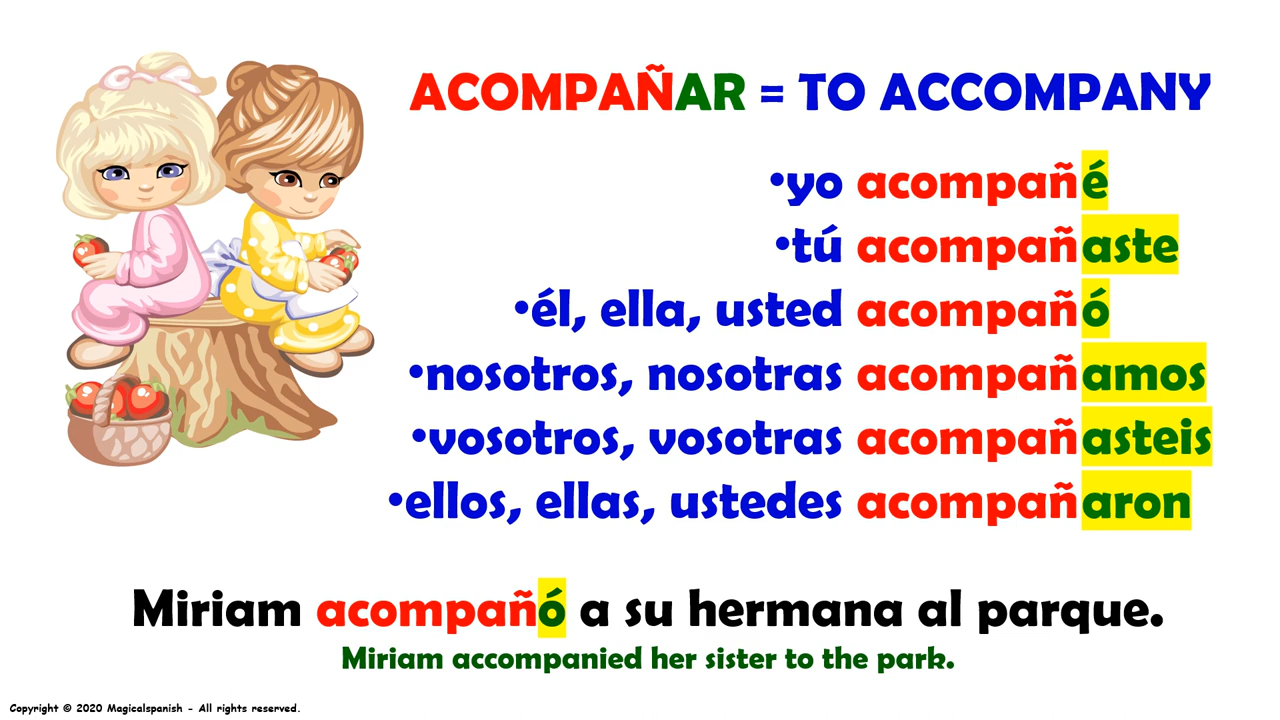 ACOMPAÑAR = TO ACCOMPANY
•yo acompañé
•tú acompañaste
•él, ella, usted acompañó
•nosotros, nosotras acompañamos
•vosotros, vosotras acompañasteis
•ellos, ellas, ustedes acompañaron
Miriam acompañó a su hermana al parque.
Miriam accompanied her sister to the park.
Copyright © 2020 Magicalspanish - All rights reserved.